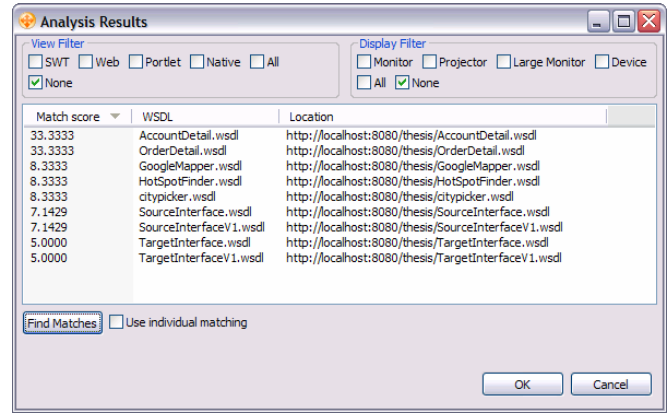 Analysis Results
View Filter
SWT Web Portlet Native All
None
Display Filter
Monitor Projector Large Monitor Device
All None
Match score WSDL Location
33.3333 AccountDetail.wsdl http://localhost:8080/thesis/AccountDetail.wsdl
33.3333 OrderDetail.wsdl http://localhost:8080/thesis/OrderDetail.wsdl
8.3333 GoogleMapper.wsdl http://localhost:8080/thesis/GoogleMapper.wsdl
8.3333 HotSpotFinder.wsdl http://localhost:8080/thesis/HotSpotFinder.wsdl
8.3333 citypicker.wsdl http://localhost:8080/thesis/citypicker.wsdl
7.1429 SourceInterface.wsdl http://localhost:8080/thesis/SourceInterface.wsdl
7.1429 SourceInterfaceV1.wsdl http://localhost:8080/thesis/SourceInterfaceV1.wsdl
5.0000 TargetInterface.wsdl http://localhost:8080/thesis/TargetInterface.wsdl
5.0000 TargetInterfaceV1.wsdl http://localhost:8080/thesis/TargetInterfaceV1.wsdl
Find Matches Use individual matching
OK Cancel